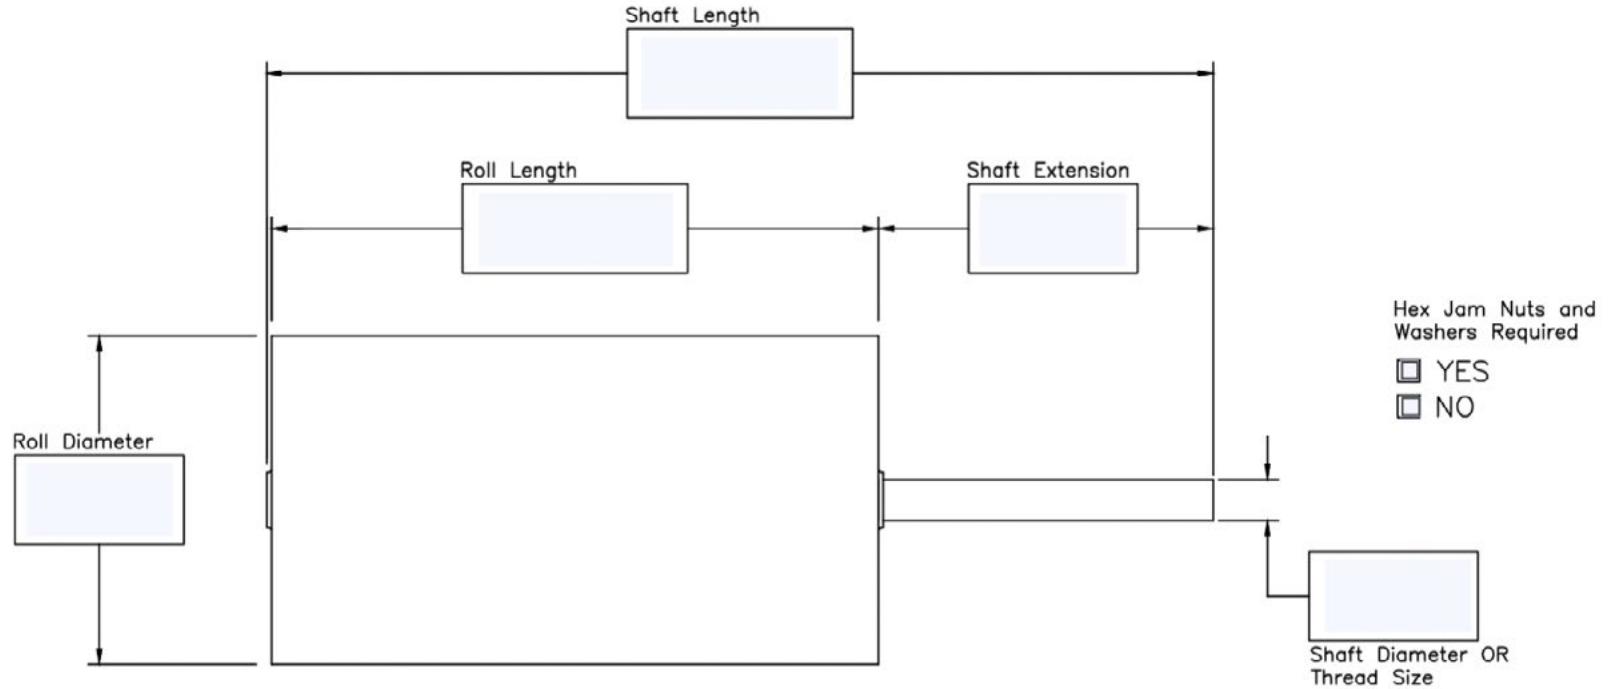 Shaft Length
Roll Length
Shaft Extension
Hex Jam Nuts and
Washers Required
YES
NO
Roll Diameter
Shaft Diameter OR
Thread Size